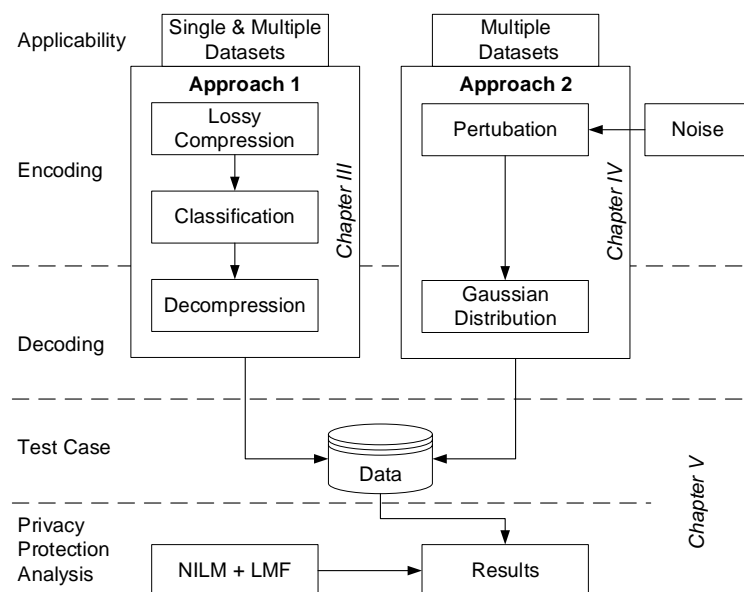 Applicability
Single & Multiple
Datasets
Multiple
Datasets
Approach 1
Approach 2
Lossy
Compression
Pertubation
Noise
Encoding
Classification
Chapter III
Chapter IV
Decompression
Gaussian
Distribution
Decoding
Test Case
Data
Chapter V
Privacy
Protection
Analysis
NILM + LMF
Results